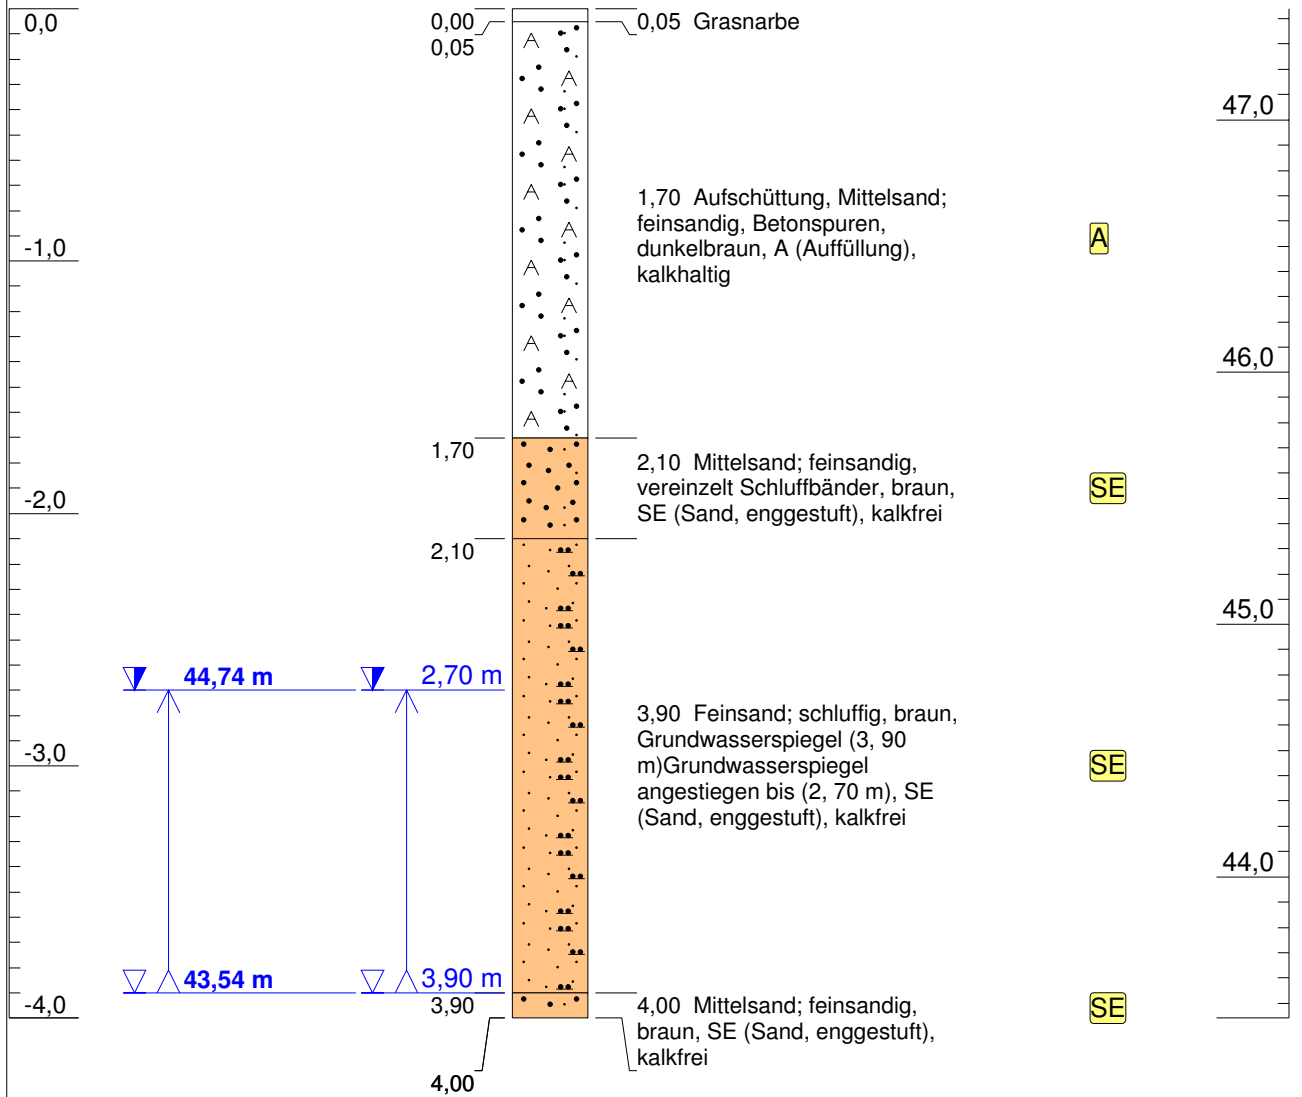 0,0
0,00
0,05 Grasnarbe
0,05
47,0
1,70 Aufschüttung, Mittelsand;
feinsandig, Betonspuren,
dunkelbraun, A (Auffüllung),
kalkhaltig
A
-1,0
46,0
1,70
2,10 Mittelsand; feinsandig,
vereinzelt Schluffbänder, braun,
SE (Sand, enggestuft), kalkfrei
SE
-2,0
2,10
45,0
44,74 m
2,70 m
3,90 Feinsand; schluffig, braun,
Grundwasserspiegel (3, 90
m)Grundwasserspiegel
angestiegen bis (2, 70 m), SE
(Sand, enggestuft), kalkfrei
SE
-3,0
44,0
43,54 m
3,90 m
-4,0
3,90
4,00 Mittelsand; feinsandig,
braun, SE (Sand, enggestuft),
kalkfrei
SE
4,00